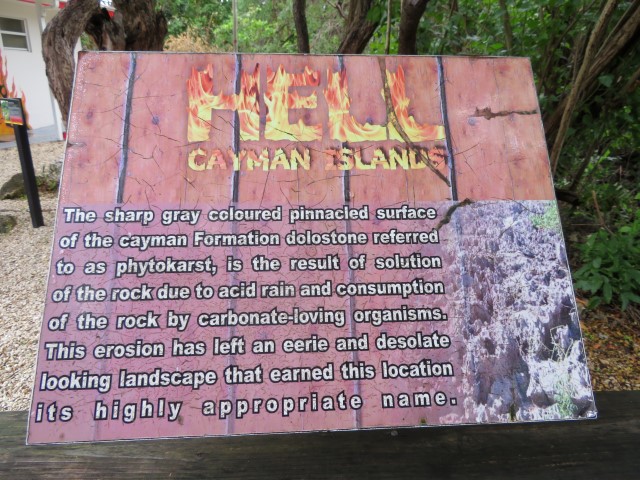 HELL
CAYMAN ISLANDS
The sharp gray coloured pinnacled surface
of the cayman Formation dolostone referred
to as phytokarst, is the result of solution
of the rock due to acid rain and consumption
of the rock by carbonate-loving organisms.
This erosion has left an eerie and desolate
looking landscape that earned this location
its highly appropriate name.